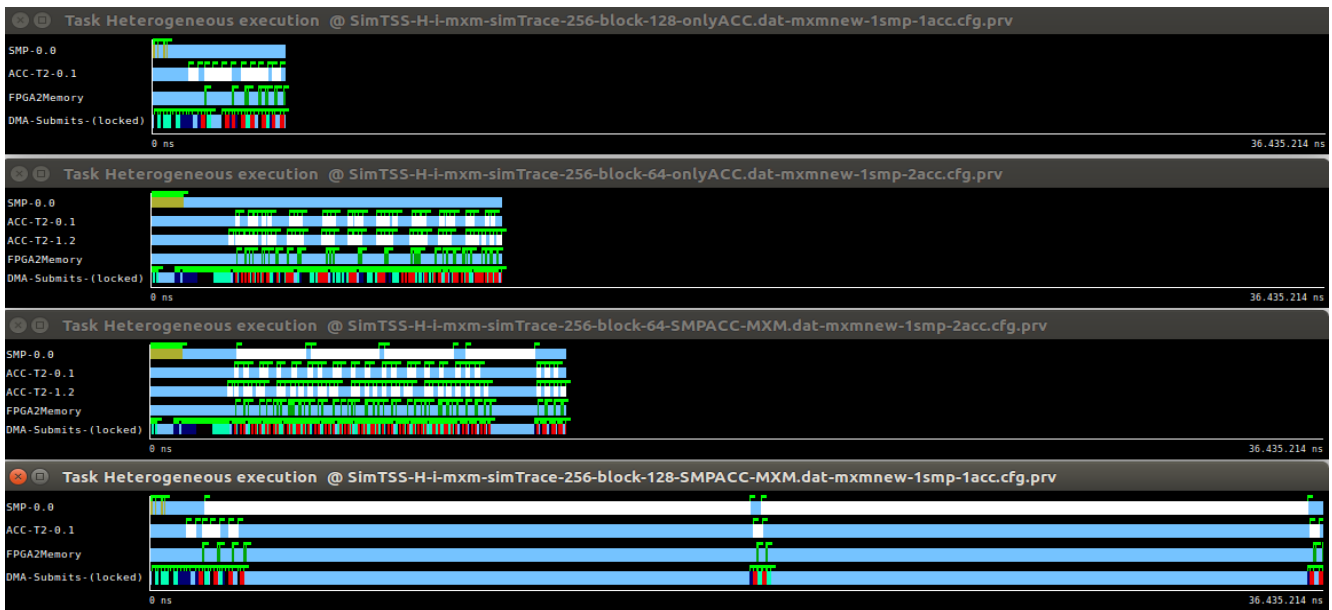 Task Heterogeneous execution @ SimTSS-H-i-mxm-simTrace-256-block-128-onlyACC.dat-mxmnew-1smp-1acc.cfg.prv
SMP-0.0
ACC-T2-0.1
FPGA2Memory
DMA-Submits-(locked)
0 ns 36.435.214 ns
Task Heterogeneous execution @ SimTSS-H-i-mxm-simTrace-256-block-64-onlyACC.dat-mxmnew-1smp-2acc.cfg.prv
SMP-0.0
ACC-T2-0.1
ACC-T2-1.2
FPGA2Memory
DMA-Submits-(locked)
0 ns 36.435.214 ns
Task Heterogeneous execution @ SimTSS-H-i-mxm-simTrace-256-block-64-SMPACC-MXM.dat-mxmnew-1smp-2acc.cfg.prv
SMP-0.0
ACC-T2-0.1
ACC-T2-1.2
FPGA2Memory
DMA-Submits-(locked)
0 ns 36.435.214 ns
Task Heterogeneous execution @ SimTSS-H-i-mxm-simTrace-256-block-128-SMPACC-MXM.dat-mxmnew-1smp-1acc.cfg.prv
SMP-0.0
ACC-T2-0.1
FPGA2Memory
DMA-Submits-(locked)
0 ns 36.435.214 ns